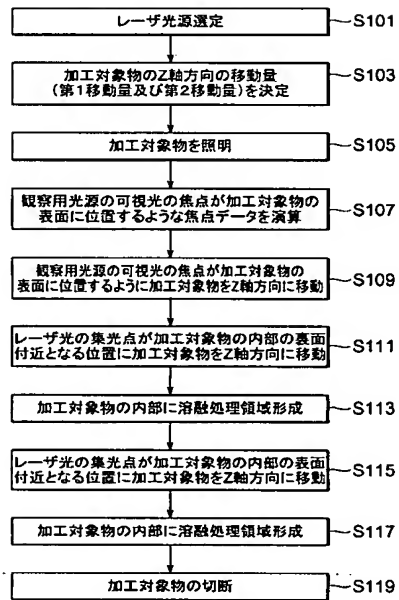 レーザ光源選定
S101
加工対象物のZ軸方向の移動量
(第1移動量及び第2移動量)を決定
S103
加工対象物を照明
S105
観察用光源の可視光の焦点が加工対象物の
表面に位置するような焦点データを演算
S107
観察用光源の可視光の焦点が加工対象物の
表面に位置するように加工対象物をZ軸方向に移動
S109
レーザ光の集光点が加工対象物の内部の裏面
付近となる位置に加工対象物をZ軸方向に移動
S111
加工対象物の内部に溶融処理領域形成
S113
レーザ光の集光点が加工対象物の内部の表面
付近となる位置に加工対象物をZ軸方向に移動
S115
加工対象物の内部に溶融処理領域形成
S117
加工対象物の切断
S119